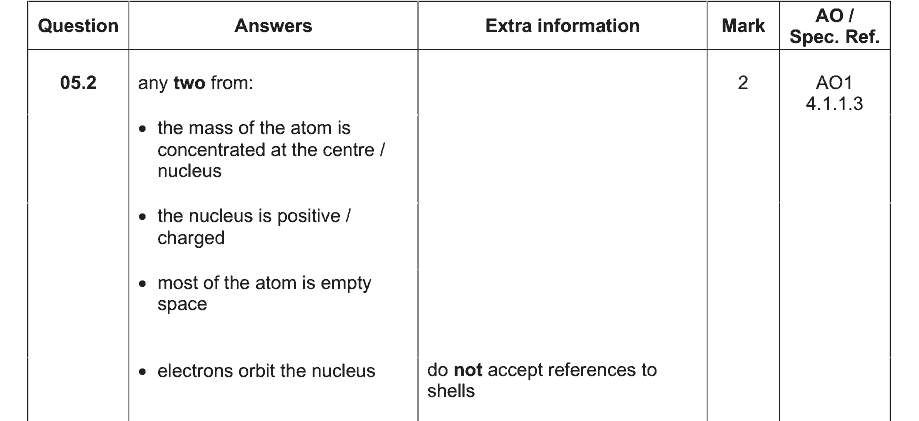 Question Answers Extra information Mark AO /
Spec. Ref.
05.2 any two from: 2 AO1
4.1.1.3
• the mass of the atom is
concentrated at the centre /
nucleus
• the nucleus is positive /
charged
• most of the atom is empty
space
• electrons orbit the nucleus do not accept references to
shells